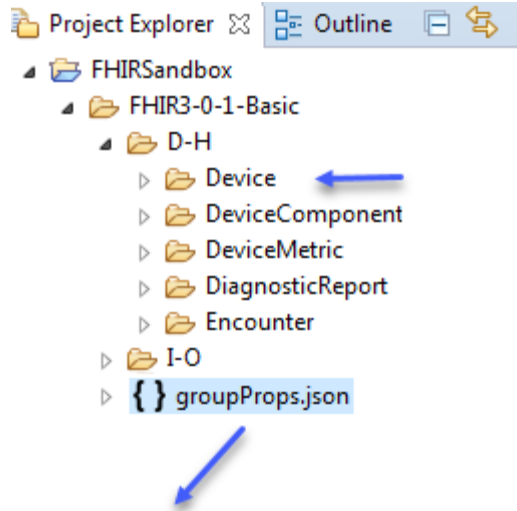 Project Explorer Outline
FHIRSandbox
FHIR3-0-1-Basic
D-H
Device
DeviceComponent
DeviceMetric
DiagnosticReport
Encounter
I-O
{ } groupProps.json